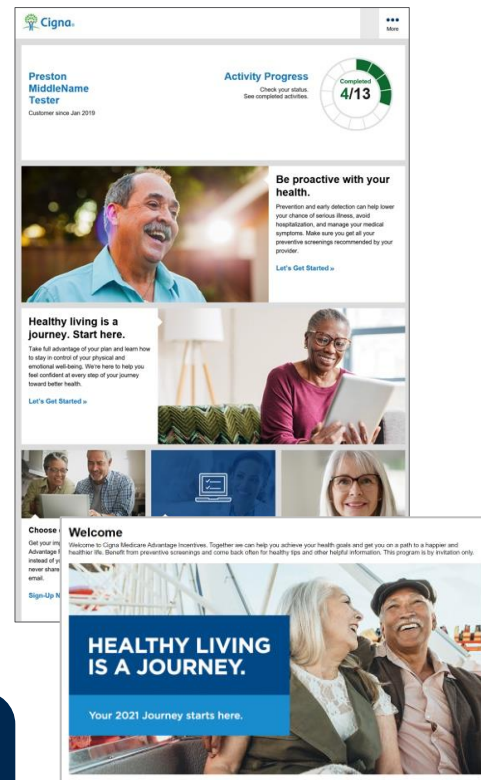 Cigna
More
Preston
MiddleName
Tester
Customer since Jan 2019
Activity Progress
Check your status.
See completed activities.
Completed
4/13
Be proactive with your
health.
Prevention and early detection can help lower
your chance of serious illness, avoid
hospitalization, and manage your medical
symptoms. Make sure you get all your
preventive screenings recommended by your
provider.
Let's Get Started »
Healthy living is a
journey. Start here.
Take full advantage of your plan and learn how
to stay in control of your physical and
emotional well-being. We're here to help you
feel confident at every step of your journey
toward better health.
Let's Get Started »
Choose
Get your
Advantage
instead of
never share
email.
Sign-Up
Welcome
Welcome to Cigna Medicare Advantage Incentives. Together we can help you achieve your health goals and get you on a path to a happier and
healthier life. Benefit from preventive screenings and come back often for healthy tips and other helpful information. This program is by invitation only.
HEALTHY LIVING
IS A JOURNEY.
Your 2021 Journey starts here.